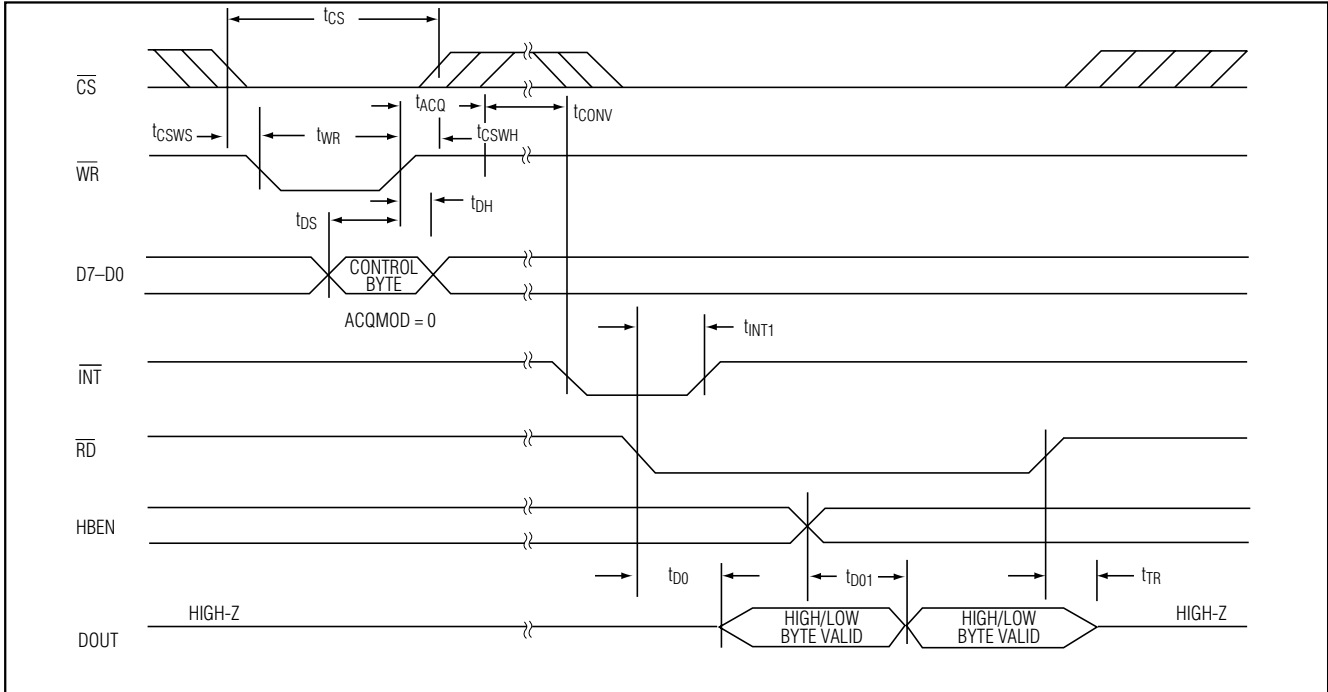 tCS
CS
tACQ
tCONV
tCSWS
tWR
tCSWH
WR
tDS
tDH
D7–D0
CONTROL
BYTE
ACQMOD = 0
tINT1
INT
RD
HBEN
tD0
tD01
tTR
HIGH-Z
HIGH/LOW
BYTE VALID
HIGH/LOW
BYTE VALID
HIGH-Z
DOUT